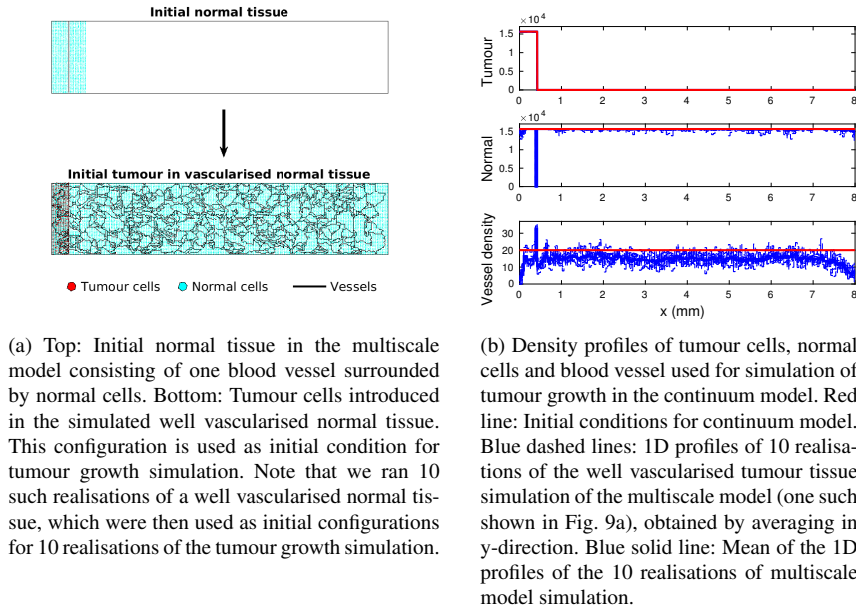 Initial normal tissue
Initial tumour in vascularised normal tissue
Tumour cells Normal cells Vessels
(a) Top: Initial normal tissue in the multiscale
model consisting of one blood vessel surrounded
by normal cells. Bottom: Tumour cells introduced
in the simulated well vascularised normal tissue.
This configuration is used as initial condition for
tumour growth simulation. Note that we ran 10
such realisations of a well vascularised normal tis-
sue, which were then used as initial configurations
for 10 realisations of the tumour growth simulation.
×10⁴
1.5
1
0.5
0
Tumour
0 1 2 3 4 5 6 7 8
×10⁴
1.5
1
0.5
0
Normal
0 1 2 3 4 5 6 7 8
30
20
10
0
Vessel density
0 1 2 3 4 5 6 7 8
x (mm)
(b) Density profiles of tumour cells, normal
cells and blood vessel used for simulation of
tumour growth in the continuum model. Red
line: Initial conditions for continuum model.
Blue dashed lines: 1D profiles of 10 realisa-
tions of the well vascularised tumour tissue
simulation of the multiscale model (one such
shown in Fig. 9a), obtained by averaging in
y-direction. Blue solid line: Mean of the 1D
profiles of the 10 realisations of multiscale
model simulation.